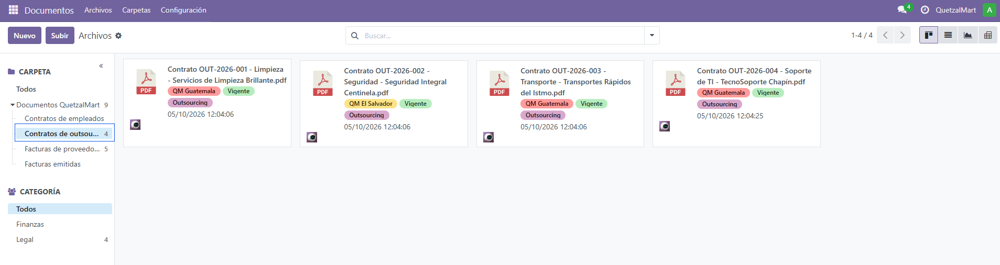 Documentos Archivos Carpetas Configuración 4 QuetzalMart A
Nuevo Subir Archivos Buscar... 1-4 / 4
CARPETA
Todos
Documentos QuetzalMart 9
Contratos de empleados
Contratos de outsou... 4
Facturas de proveedo... 5
Facturas emitidas
CATEGORÍA
Todos
Finanzas
Legal 4
PDF
Contrato OUT-2026-001 - Limpieza
- Servicios de Limpieza Brillante.pdf
QM Guatemala Vigente
Outsourcing
05/10/2026 12:04:06
PDF
Contrato OUT-2026-002 -
Seguridad - Seguridad Integral
Centinela.pdf
QM El Salvador Vigente
Outsourcing
05/10/2026 12:04:06
PDF
Contrato OUT-2026-003 -
Transporte - Transportes Rápidos
del Istmo.pdf
QM Guatemala Vigente
Outsourcing
05/10/2026 12:04:06
PDF
Contrato OUT-2026-004 - Soporte
de TI - TecnoSoporte Chapín.pdf
QM Guatemala Vigente
Outsourcing
05/10/2026 12:04:25